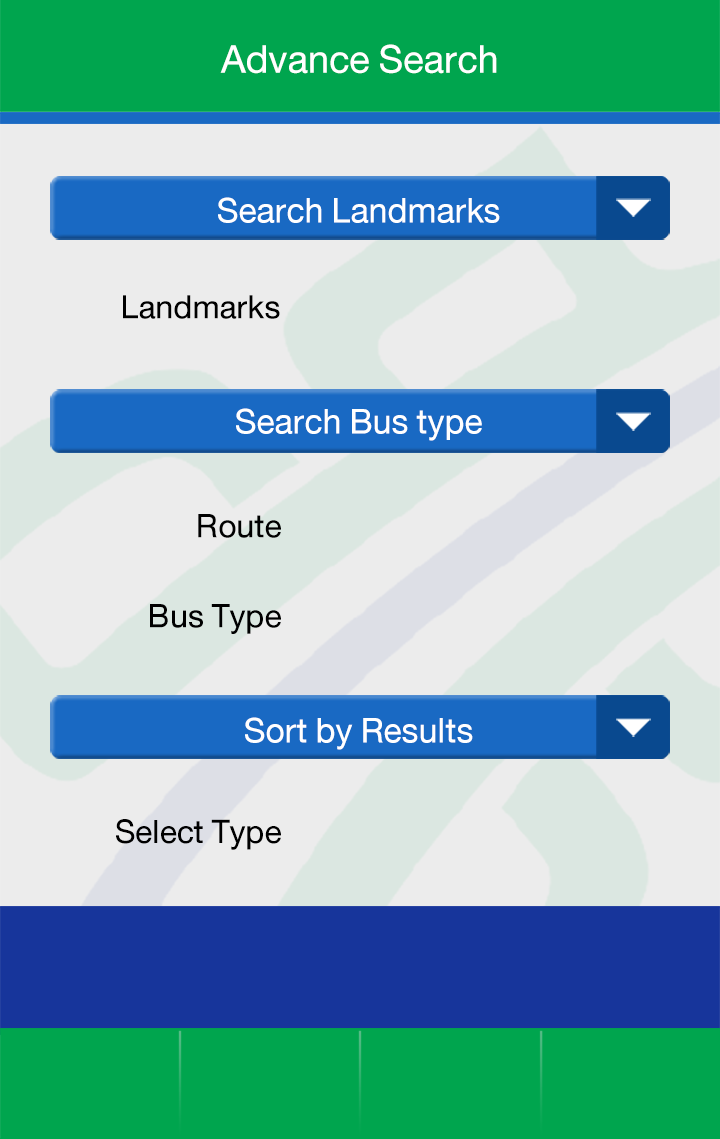 Advance Search
Search Landmarks
Landmarks
Search Bus type
Route
Bus Type
Sort by Results
Select Type